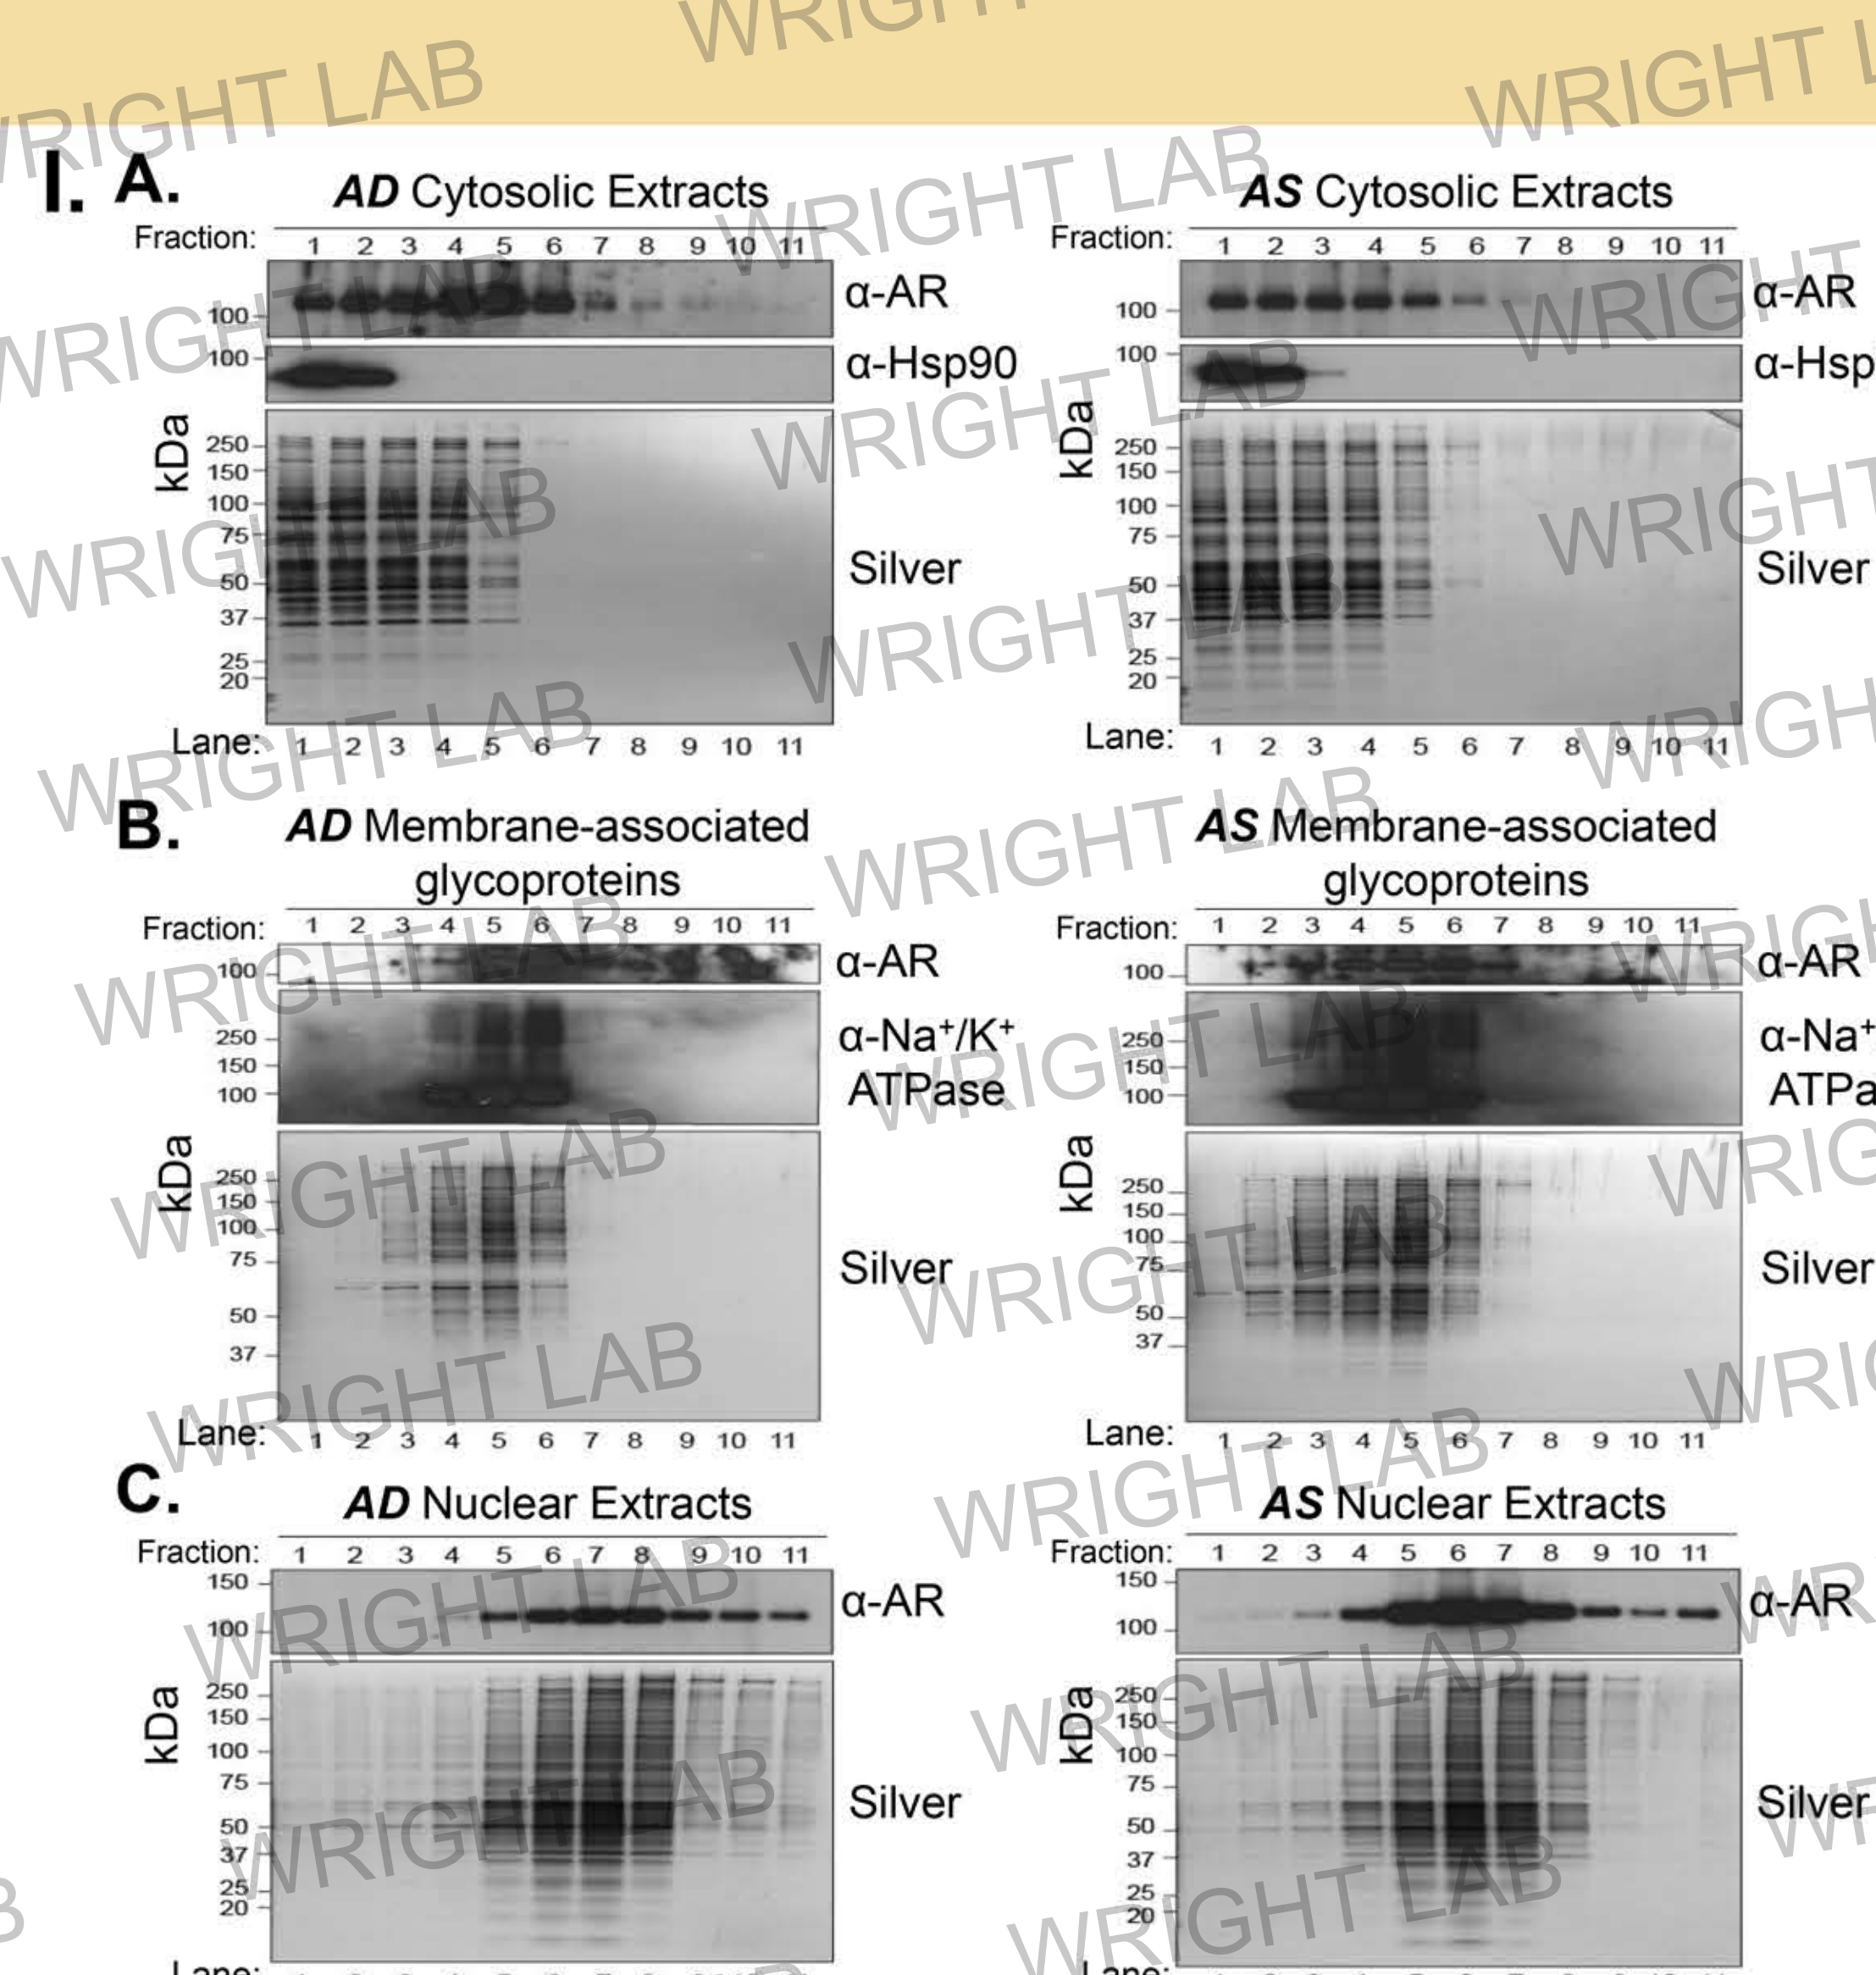 I. A.
AD Cytosolic Extracts
Fraction: 1 2 3 4 5 6 7 8 9 10 11
100
α-AR
100
α-Hsp90
kDa
250
150
100
75
50
37
25
20
Silver
Lane: 1 2 3 4 5 6 7 8 9 10 11
AS Cytosolic Extracts
Fraction: 1 2 3 4 5 6 7 8 9 10 11
100
α-AR
100
α-Hsp
kDa
250
150
100
75
50
37
25
20
Silver
Lane: 1 2 3 4 5 6 7 8 9 10 11
B.
AD Membrane-associated
glycoproteins
Fraction: 1 2 3 4 5 6 7 8 9 10 11
100
α-AR
250
150
100
α-Na⁺/K⁺
ATPase
kDa
250
150
100
75
50
37
Silver
Lane: 1 2 3 4 5 6 7 8 9 10 11
AS Membrane-associated
glycoproteins
Fraction: 1 2 3 4 5 6 7 8 9 10 11
100
α-AR
250
150
100
α-Na⁺
ATPa
kDa
250
150
100
75
50
37
Silver
Lane: 1 2 3 4 5 6 7 8 9 10 11
C.
AD Nuclear Extracts
Fraction: 1 2 3 4 5 6 7 8 9 10 11
150
100
α-AR
kDa
250
150
100
75
50
37
25
20
Silver
Lane:
AS Nuclear Extracts
Fraction: 1 2 3 4 5 6 7 8 9 10 11
150
100
α-AR
kDa
250
150
100
75
50
37
25
20
Silver
Lane:
WRIGHT LAB